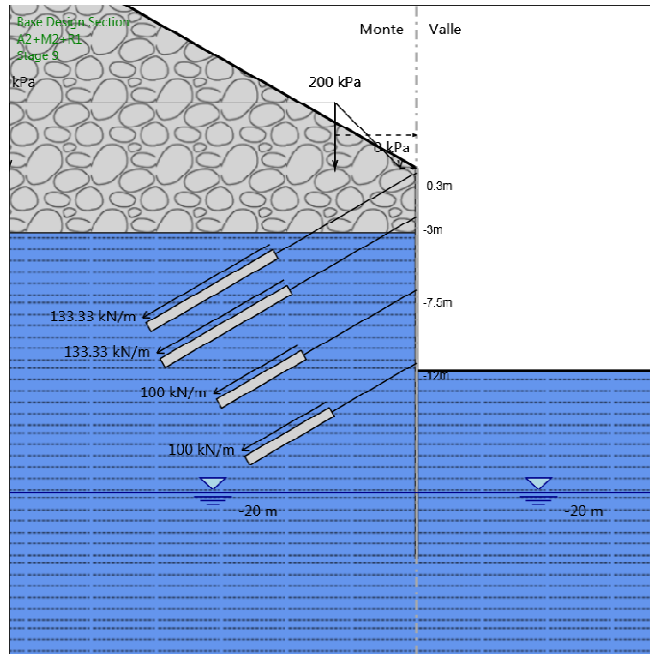 Base Design Section
A2+M2+R1
Stage 9
Monte
Valle
kPa
200 kPa
0 kPa
0.3m
-3m
-7.5m
-12m
133.33 kN/m
133.33 kN/m
100 kN/m
100 kN/m
-20 m
-20 m